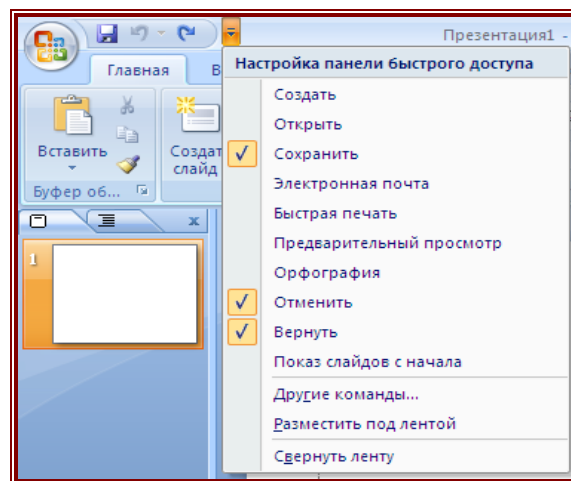 Презентация1 -
Главная
В
Вставить
Создат
слайд
Буфер об...
1
Настройка панели быстрого доступа
Создать
Открыть
Сохранить
Электронная почта
Быстрая печать
Предварительный просмотр
Орфография
Отменить
Вернуть
Показ слайдов с начала
Другие команды...
Разместить под лентой
Свернуть ленту